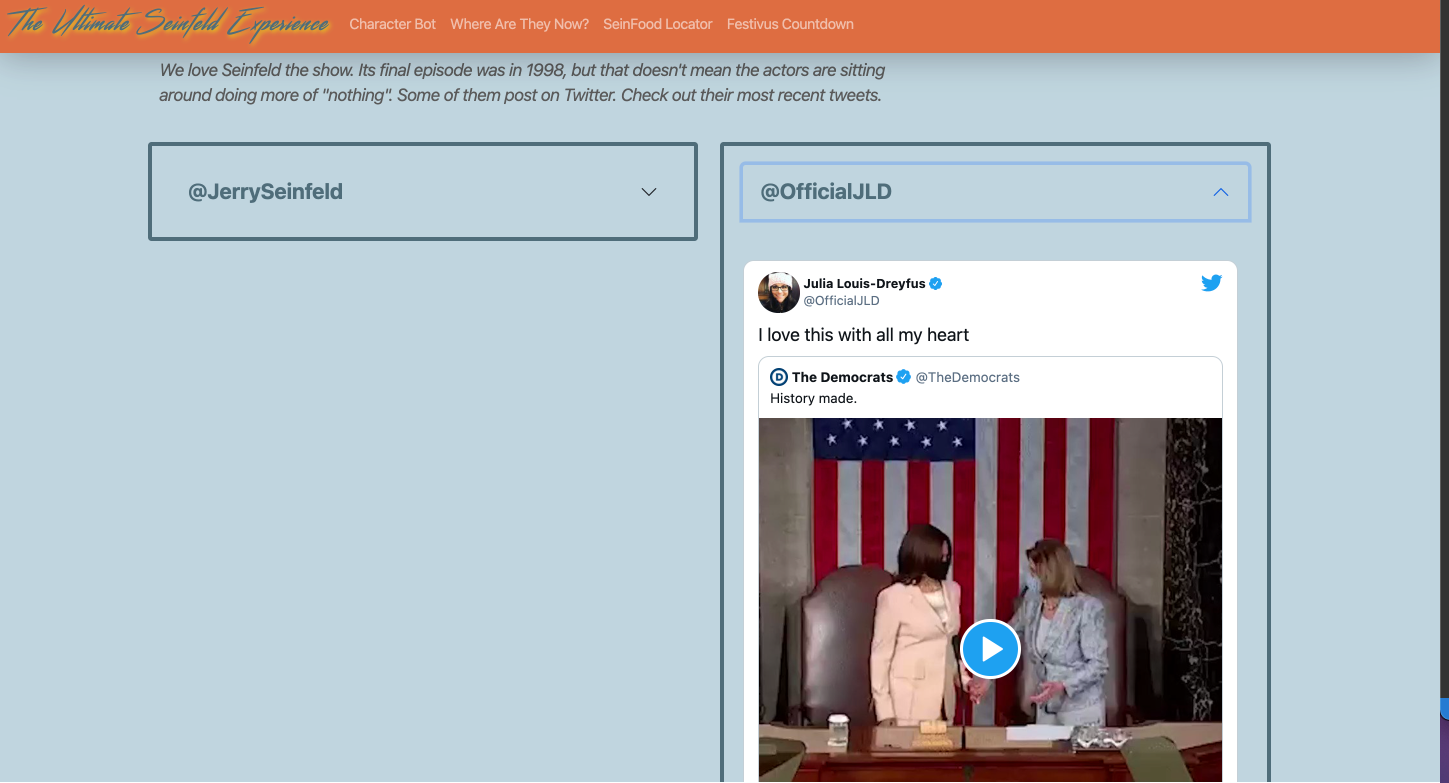 The Ultimate Seinfeld Experience
Character Bot
Where Are They Now?
SeinFood Locator
Festivus Countdown
We love Seinfeld the show. Its final episode was in 1998, but that doesn't mean the actors are sitting
around doing more of "nothing". Some of them post on Twitter. Check out their most recent tweets.
@JerrySeinfeld
@OfficialJLD
Julia Louis-Dreyfus
@OfficialJLD
I love this with all my heart
D The Democrats @TheDemocrats
History made.